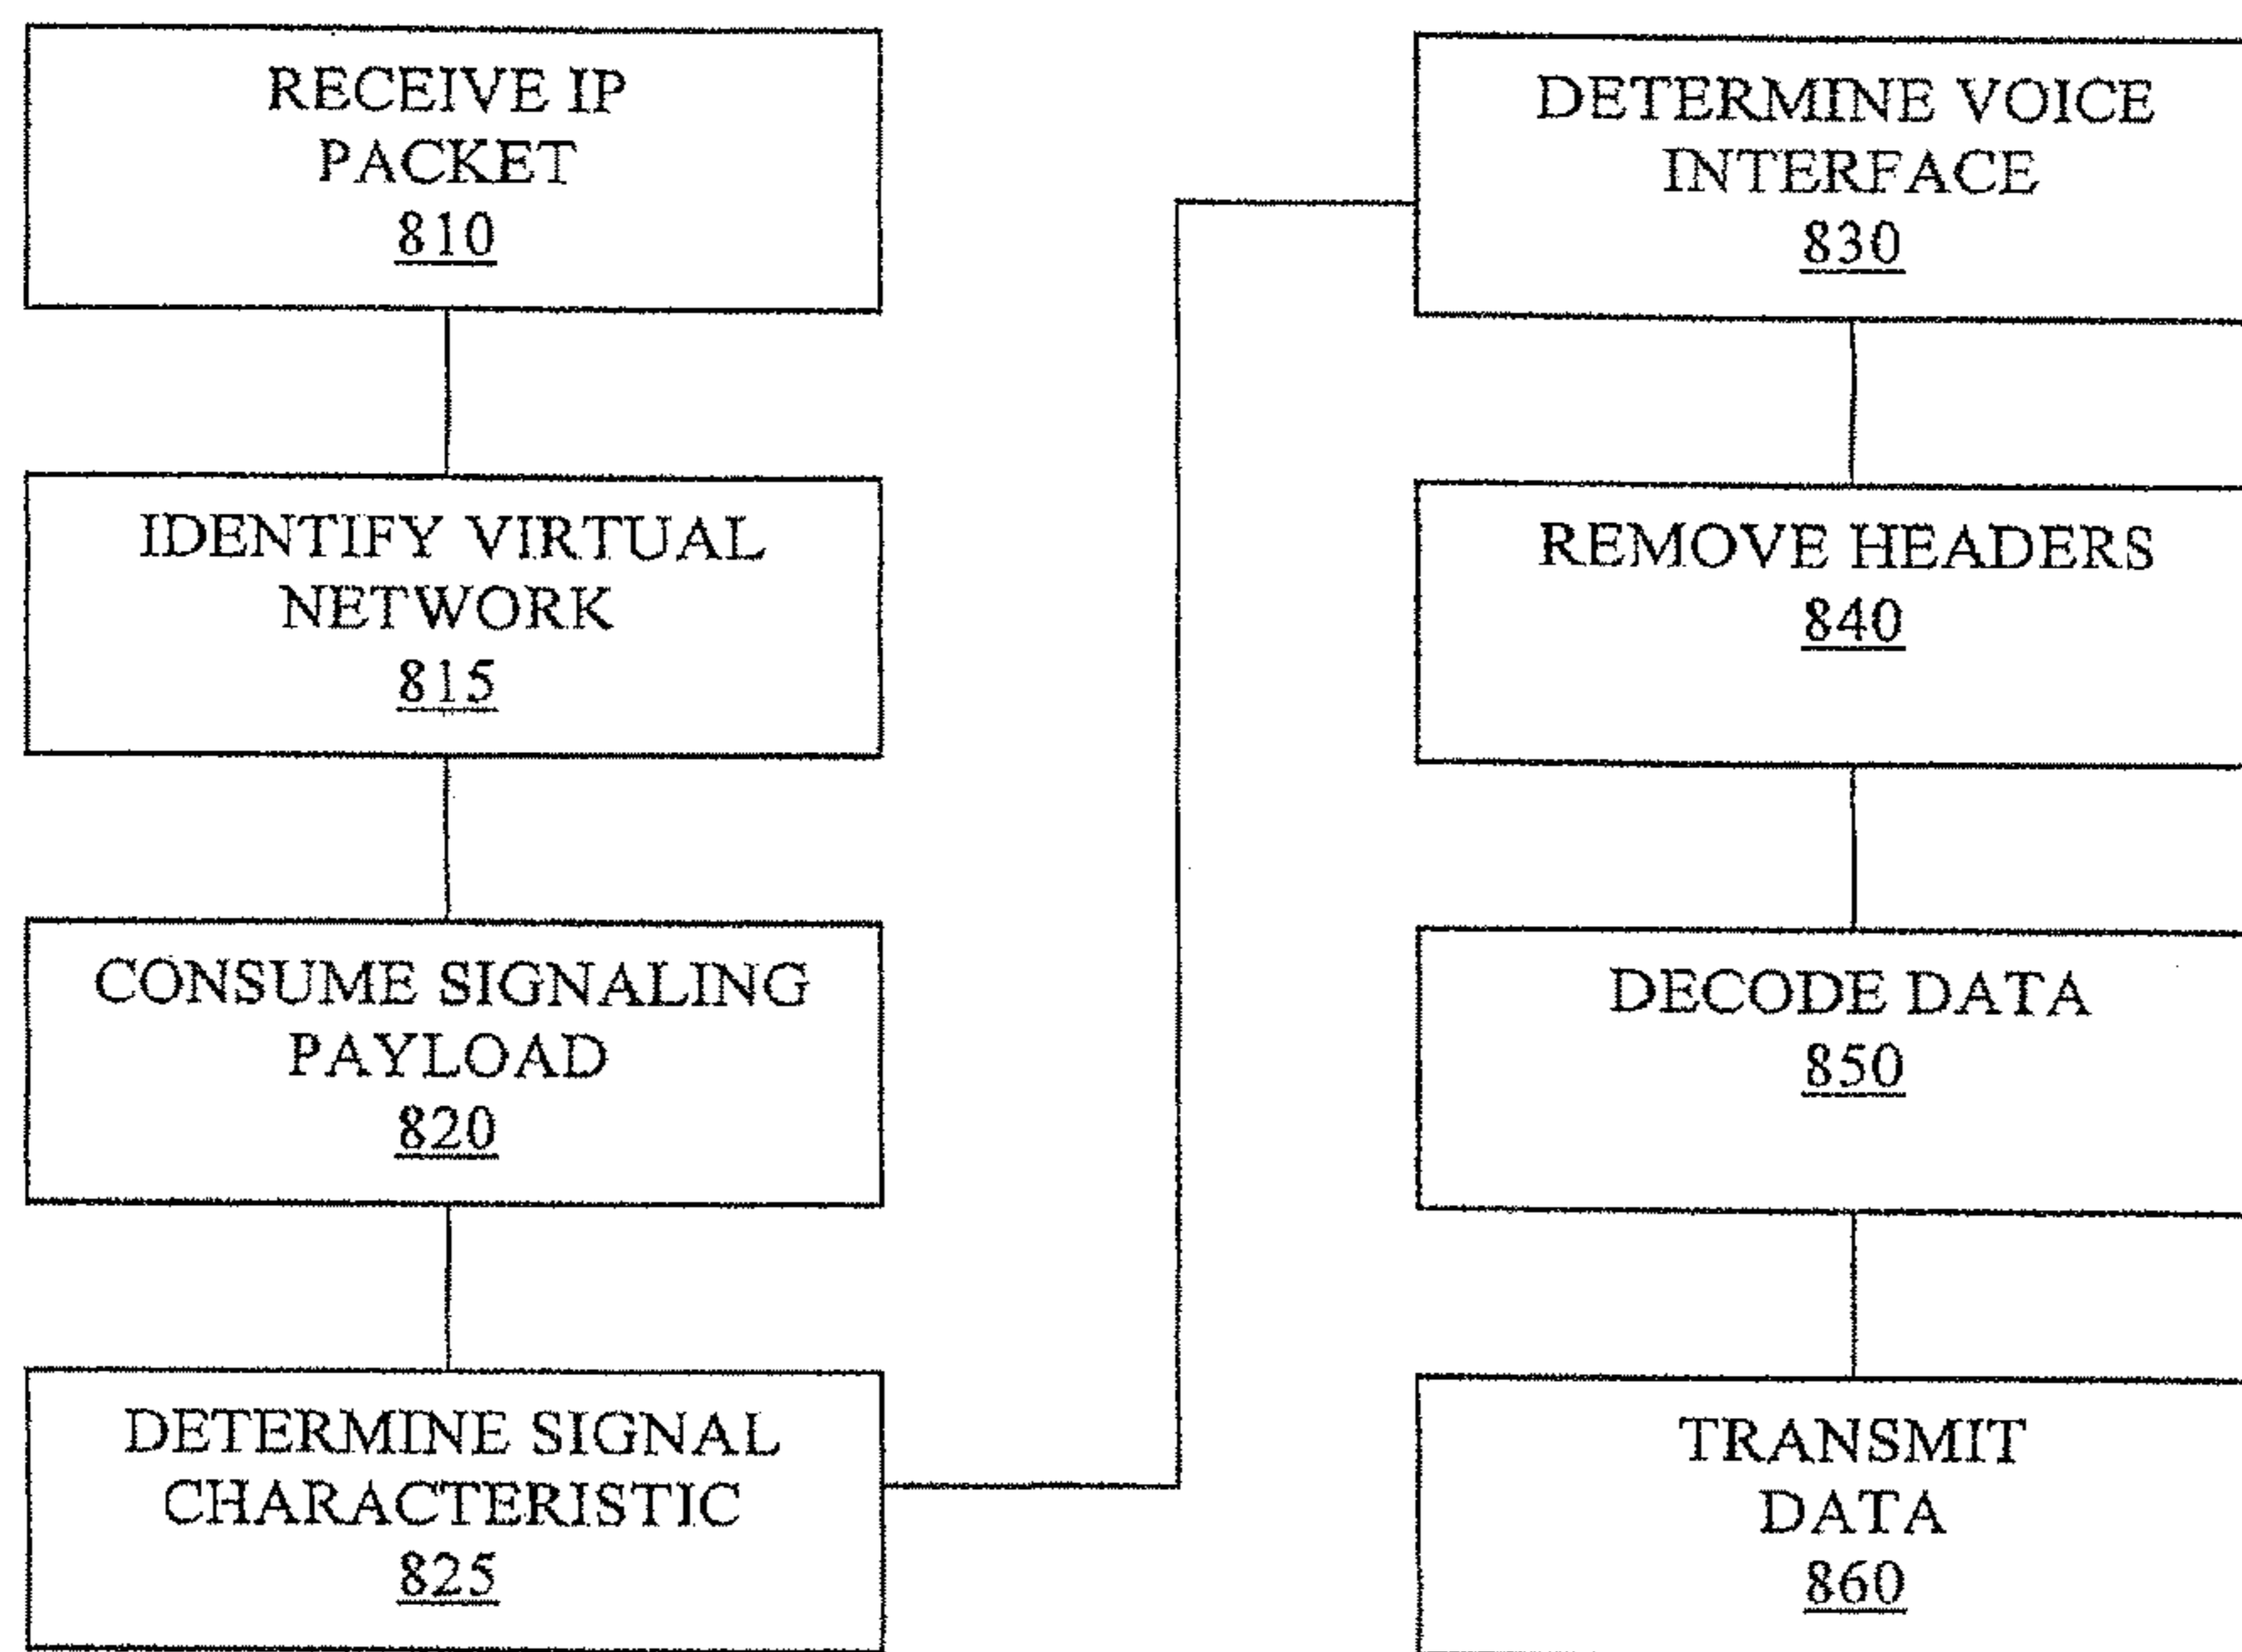 RECEIVE IP
PACKET
810
IDENTIFY VIRTUAL
NETWORK
815
CONSUME SIGNALING
PAYLOAD
820
DETERMINE SIGNAL
CHARACTERISTIC
825
DETERMINE VOICE
INTERFACE
830
REMOVE HEADERS
840
DECODE DATA
850
TRANSMIT
DATA
860